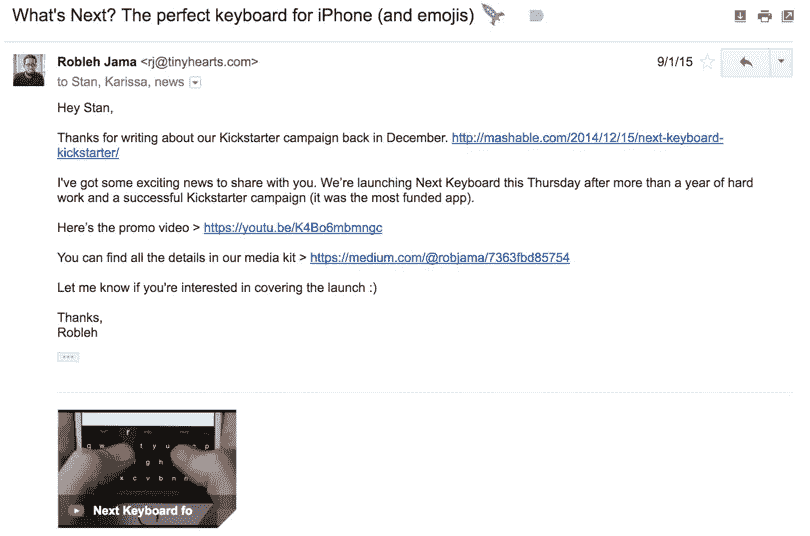 What's Next? The perfect keyboard for iPhone (and emojis)
Robleh Jama <rj@tinyhearts.com>
9/1/15
to Stan, Karissa, news
Hey Stan,
Thanks for writing about our Kickstarter campaign back in December. http://mashable.com/2014/12/15/next-keyboard-
kickstarter/
I've got some exciting news to share with you. We're launching Next Keyboard this Thursday after more than a year of hard
work and a successful Kickstarter campaign (it was the most funded app).
Here's the promo video > https://youtu.be/K4Bo6mbmngc
You can find all the details in our media kit > https://medium.com/@robjama/7363fbd85754
Let me know if you're interested in covering the launch :)
Thanks,
Robleh
Next Keyboard fo